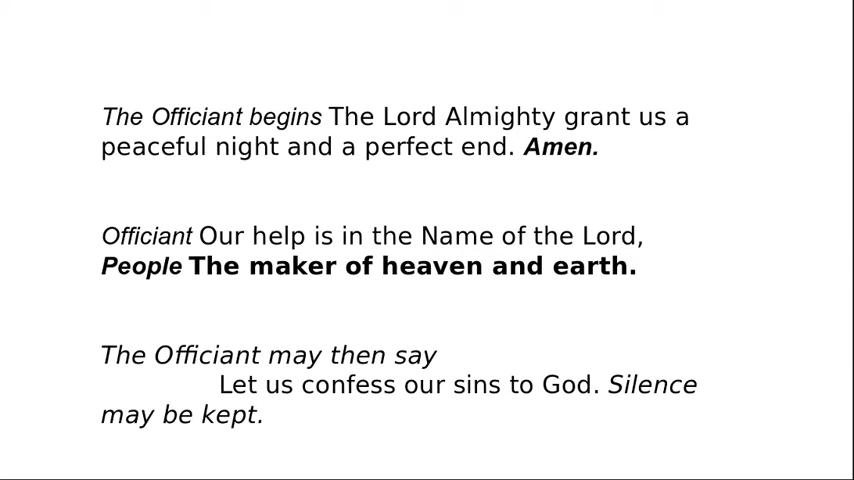 The Officiant begins The Lord Almighty grant us a
peaceful night and a perfect end. Amen.
Officiant Our help is in the Name of the Lord,
People The maker of heaven and earth.
The Officiant may then say
Let us confess our sins to God. Silence
may be kept.